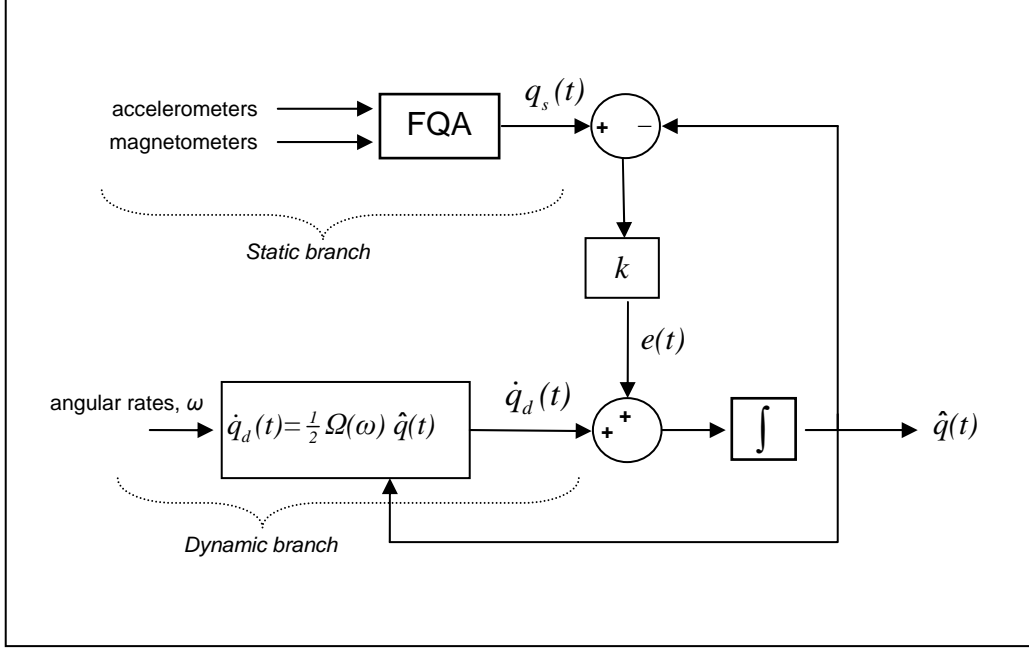 q_s(t)
accelerometers
magnetometers
FQA
+
−
Static branch
k
e(t)
angular rates, ω
q̇_d(t)=½ Ω(ω) q̂(t)
q̇_d(t)
+
+
∫
q̂(t)
Dynamic branch